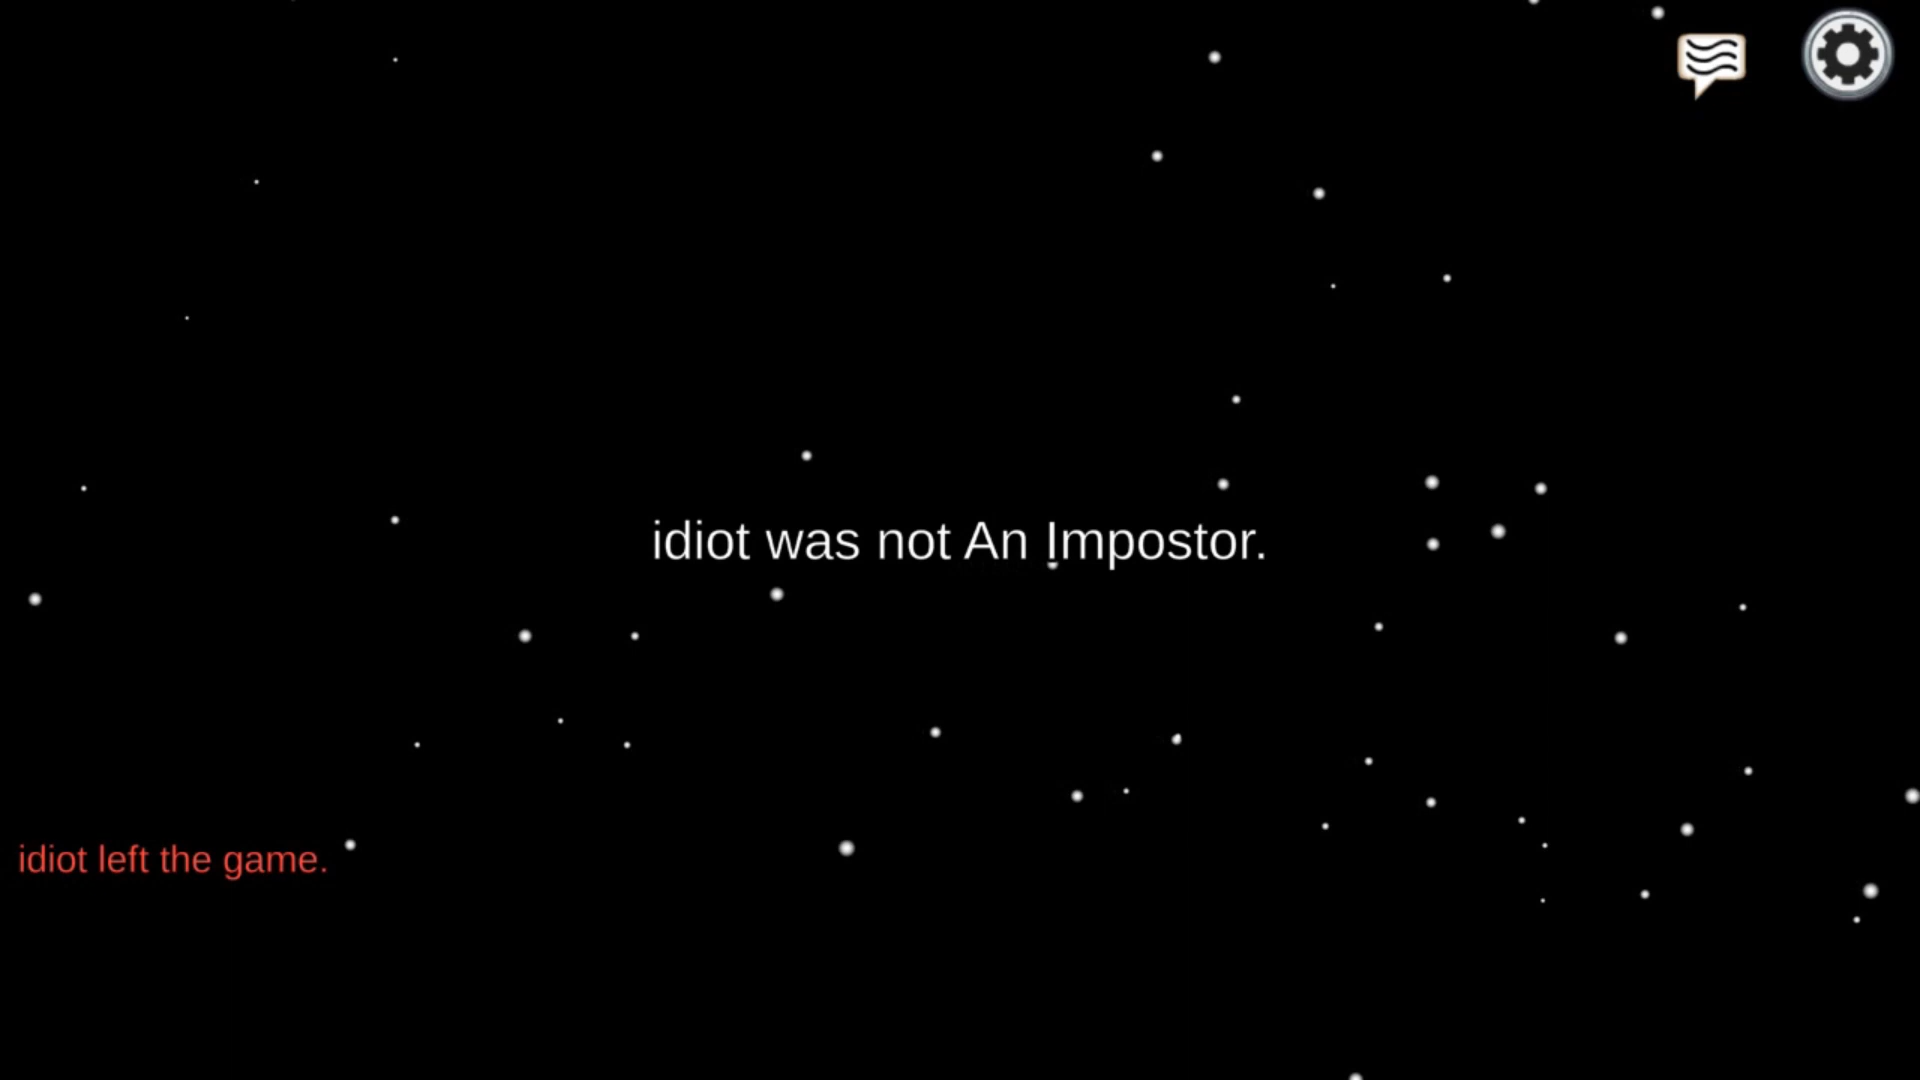 idiot was not An Impostor.
idiot left the game.